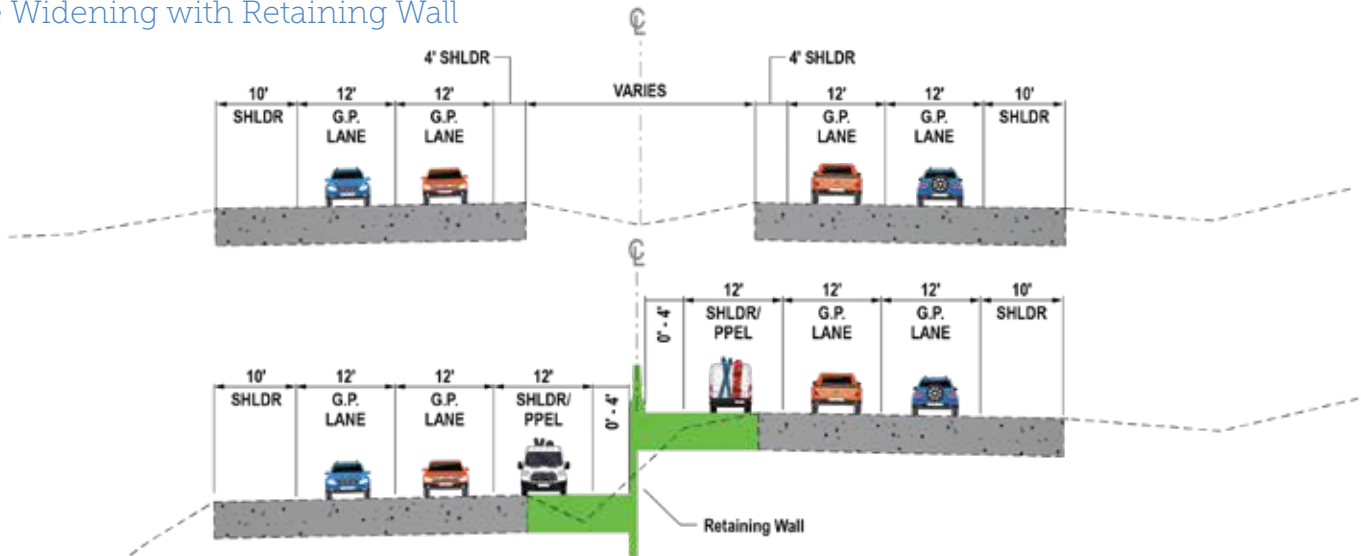 Widening with Retaining Wall
℄
4' SHLDR
4' SHLDR
VARIES
10'
SHLDR
12'
G.P.
LANE
12'
G.P.
LANE
12'
G.P.
LANE
12'
G.P.
LANE
10'
SHLDR
℄
0' - 4'
12'
SHLDR/
PPEL
12'
G.P.
LANE
12'
G.P.
LANE
10'
SHLDR
10'
SHLDR
12'
G.P.
LANE
12'
G.P.
LANE
12'
SHLDR/
PPEL
0' - 4'
Retaining Wall